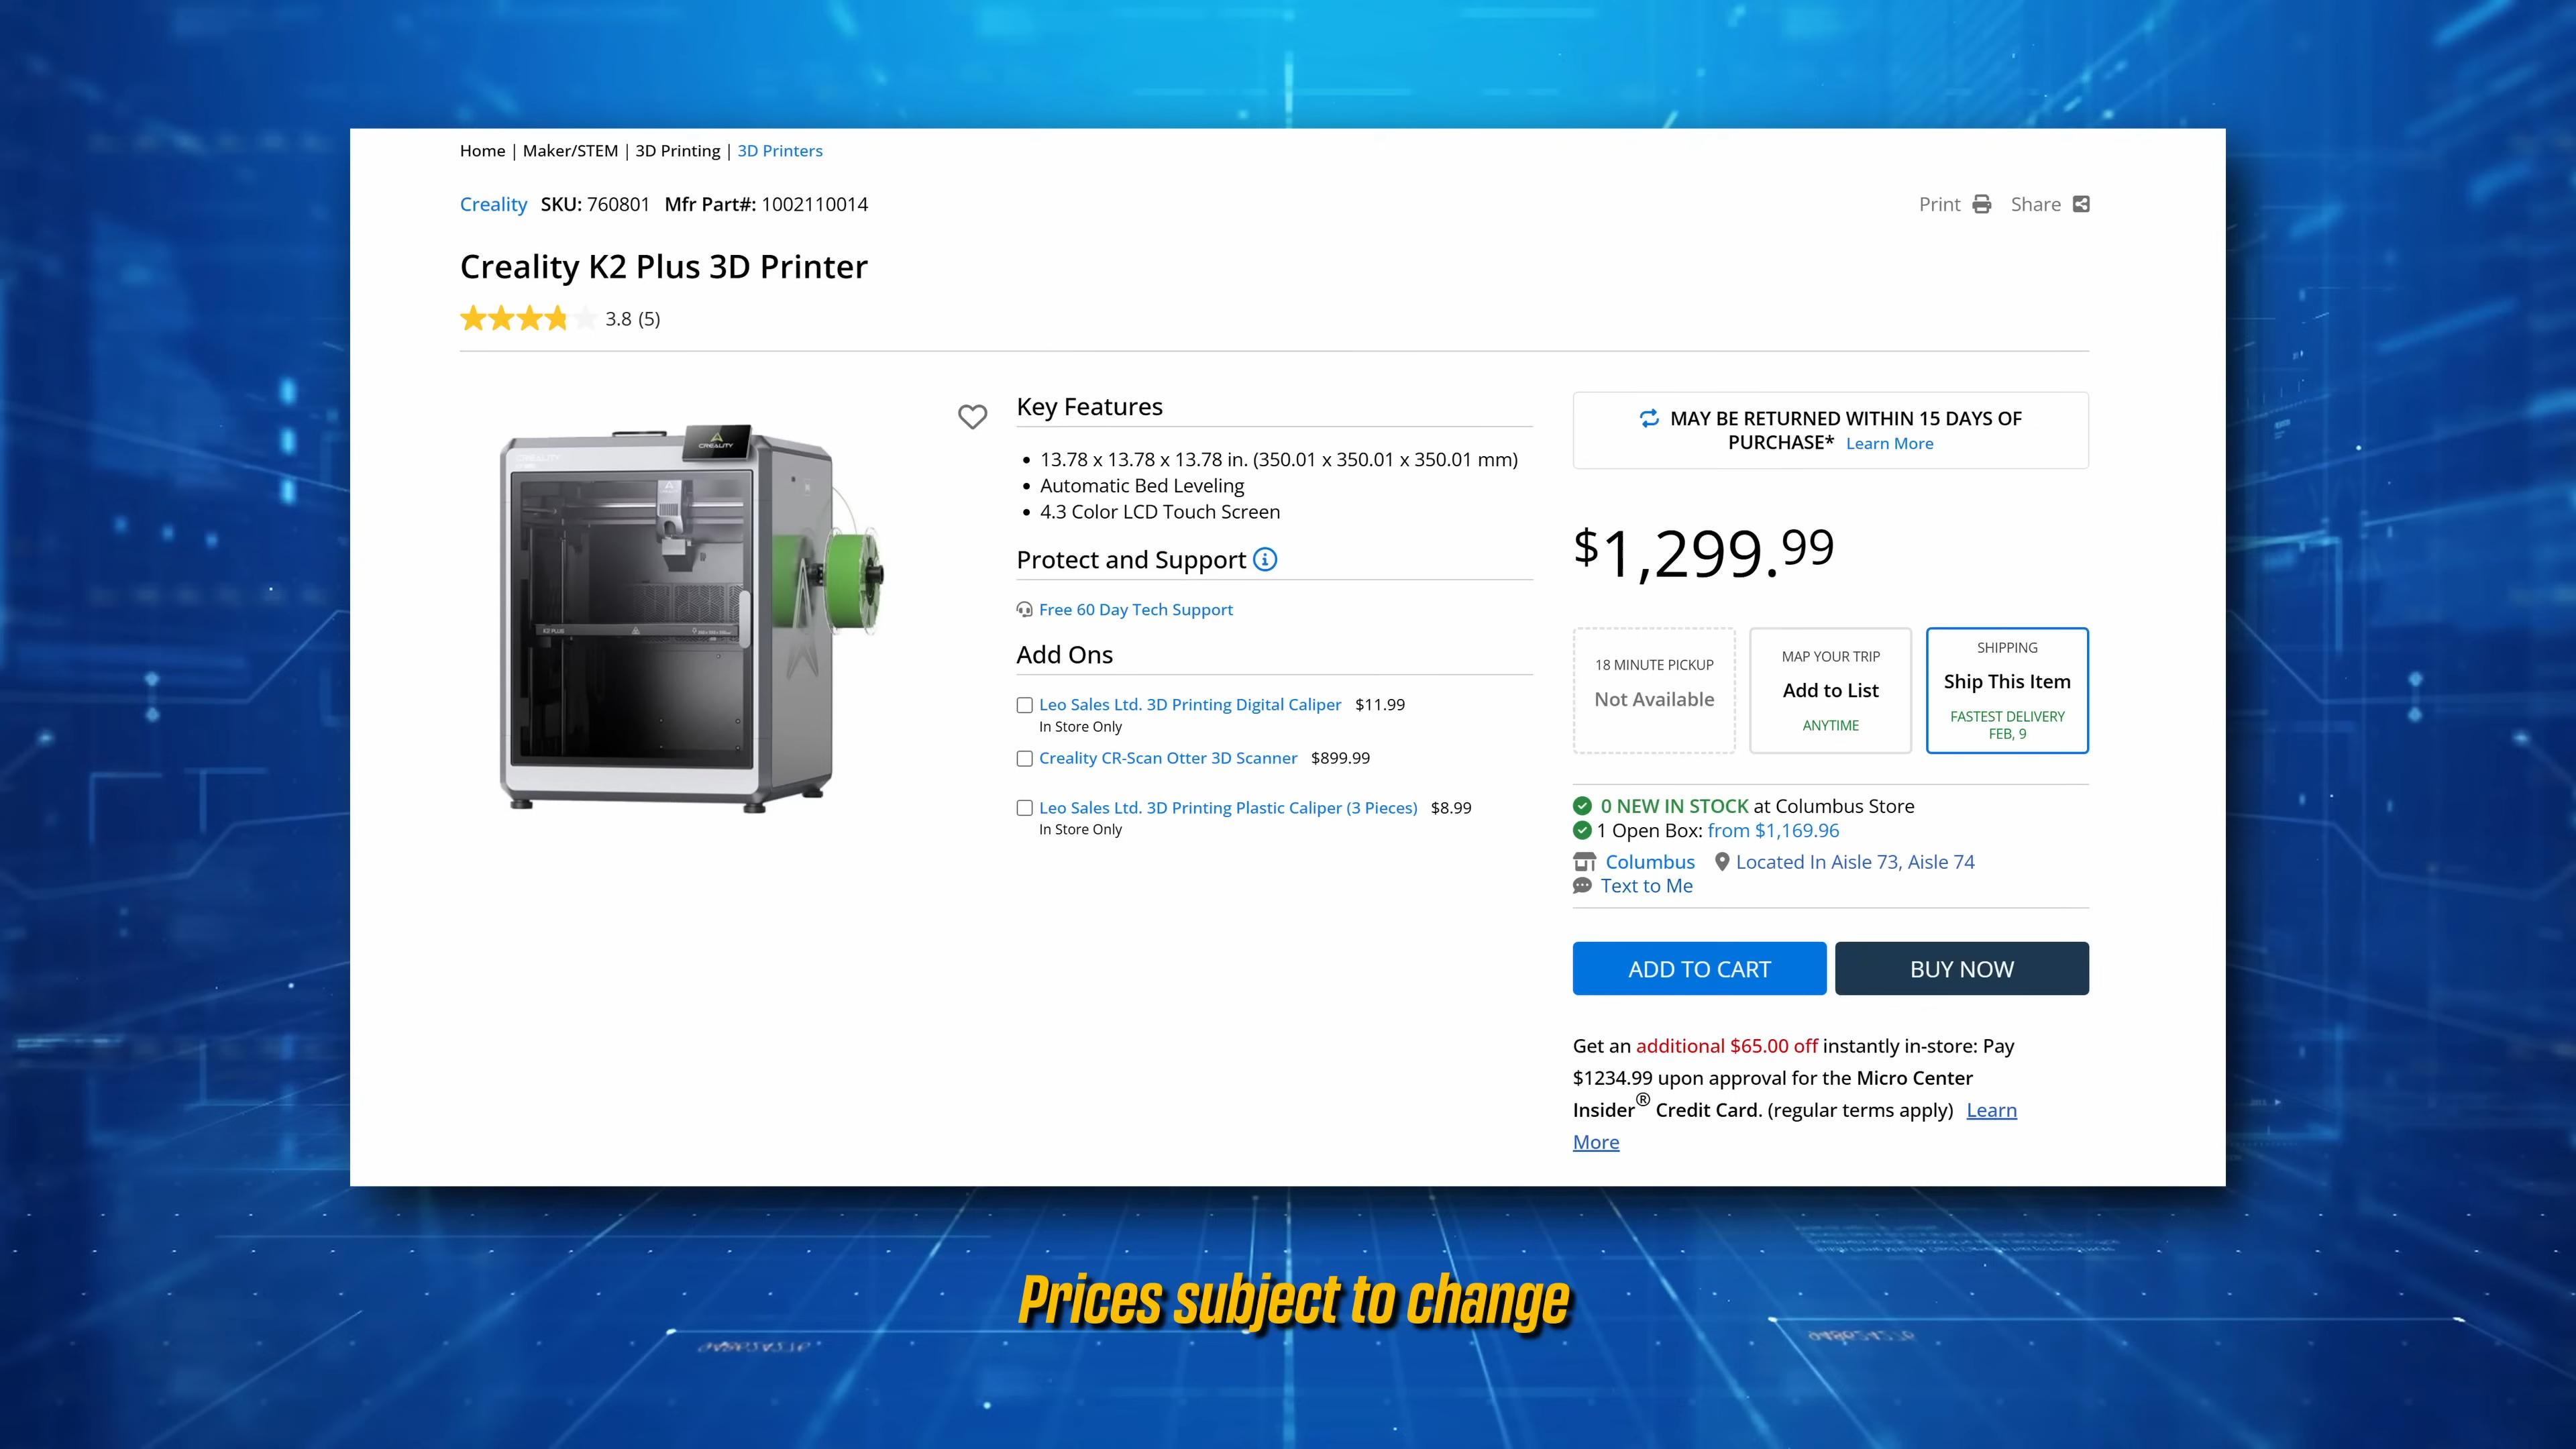 Home | Maker/STEM | 3D Printing | 3D Printers
Creality SKU: 760801 Mfr Part#: 1002110014
Print Share
Creality K2 Plus 3D Printer
3.8 (5)
CREALITY
CREALITY
K2 PLUS
Key Features
• 13.78 x 13.78 x 13.78 in. (350.01 x 350.01 x 350.01 mm)
• Automatic Bed Leveling
• 4.3 Color LCD Touch Screen
Protect and Support
Free 60 Day Tech Support
Add Ons
Leo Sales Ltd. 3D Printing Digital Caliper $11.99
In Store Only
Creality CR-Scan Otter 3D Scanner $899.99
Leo Sales Ltd. 3D Printing Plastic Caliper (3 Pieces) $8.99
In Store Only
MAY BE RETURNED WITHIN 15 DAYS OF
PURCHASE* Learn More
$1,299.99
18 MINUTE PICKUP
Not Available
MAP YOUR TRIP
Add to List
ANYTIME
SHIPPING
Ship This Item
FASTEST DELIVERY
FEB, 9
0 NEW IN STOCK at Columbus Store
1 Open Box: from $1,169.96
Columbus Located In Aisle 73, Aisle 74
Text to Me
ADD TO CART BUY NOW
Get an additional $65.00 off instantly in-store: Pay
$1234.99 upon approval for the Micro Center
Insider® Credit Card. (regular terms apply) Learn
More
Prices subject to change